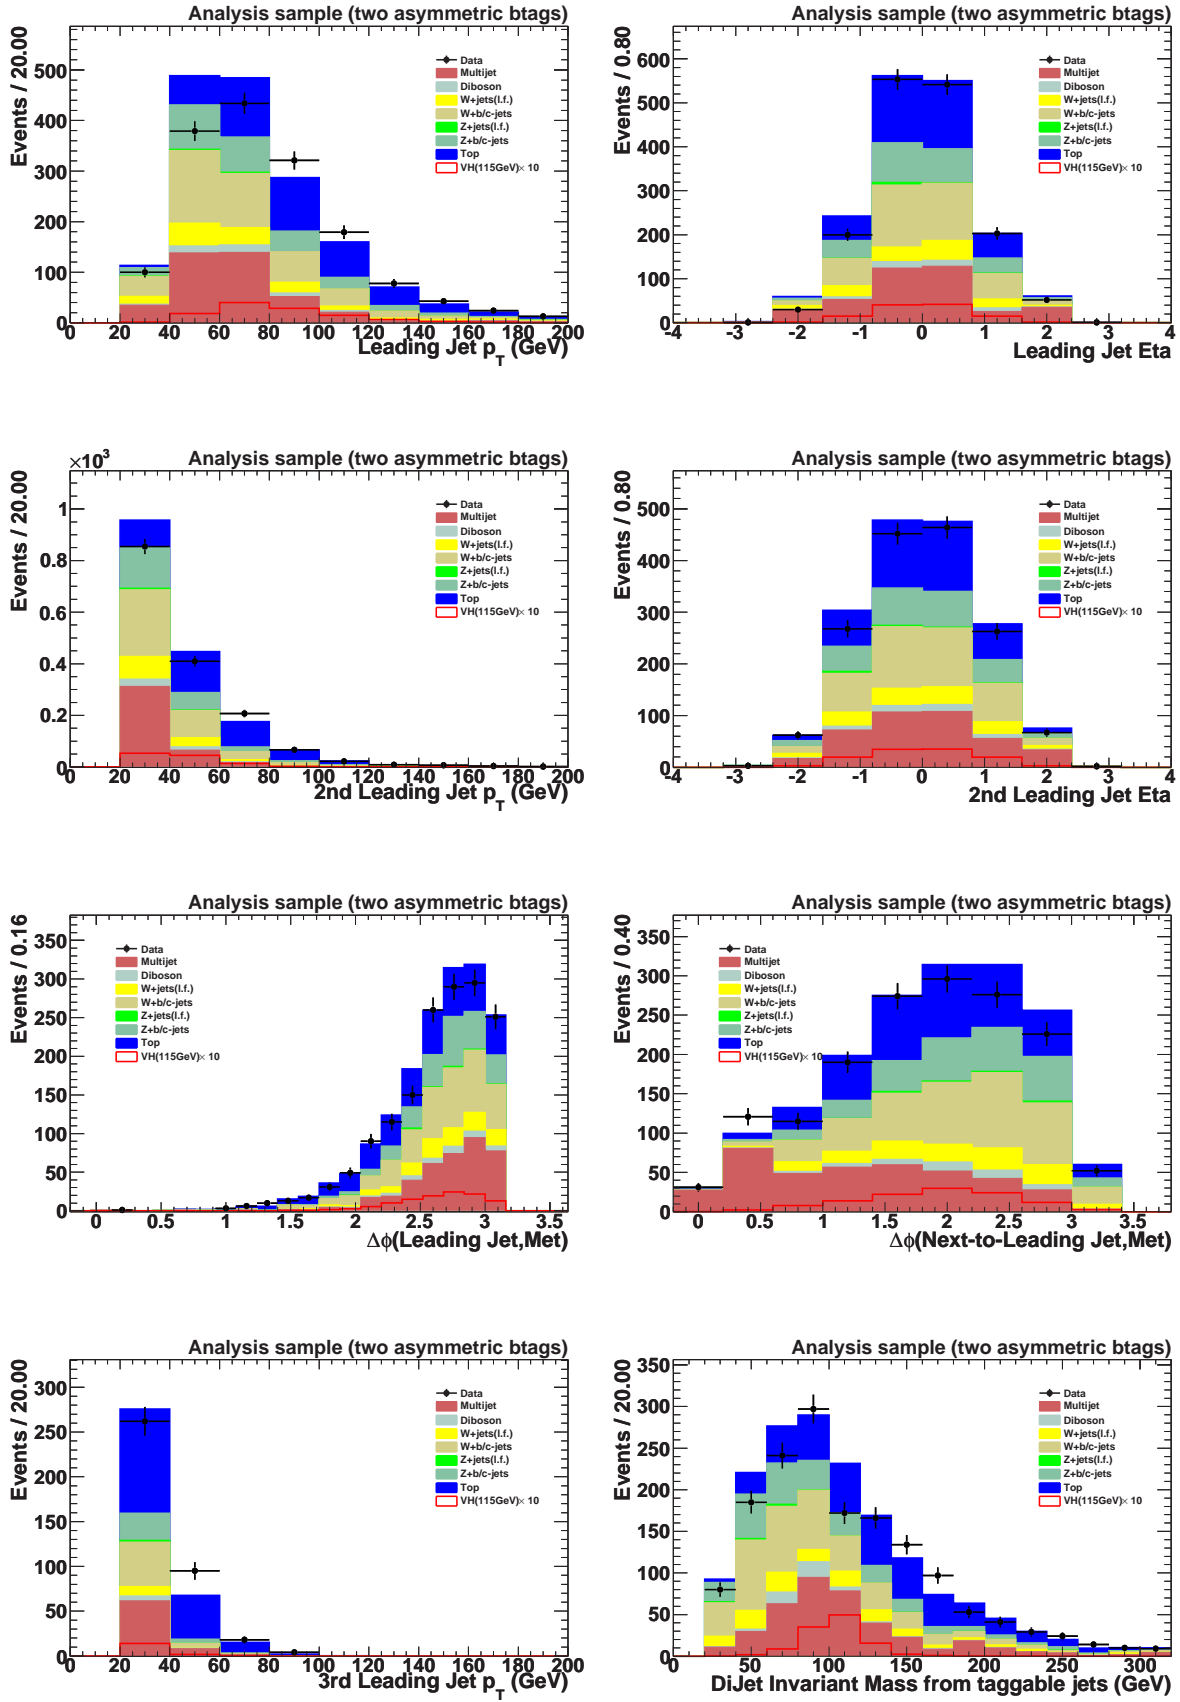 Analysis sample (two asymmetric btags)
Events / 20.00
500
400
300
200
100
0
Data
Multijet
Diboson
W+jets(l.f.)
W+b/c-jets
Z+jets(l.f.)
Z+b/c-jets
Top
VH(115GeV)× 10
0 20 40 60 80 100 120 140 160 180 200
Leading Jet p_T (GeV)
Analysis sample (two asymmetric btags)
Events / 0.80
600
500
400
300
200
100
0
Data
Multijet
Diboson
W+jets(l.f.)
W+b/c-jets
Z+jets(l.f.)
Z+b/c-jets
Top
VH(115GeV)× 10
-4 -3 -2 -1 0 1 2 3 4
Leading Jet Eta
×10³
Analysis sample (two asymmetric btags)
Events / 20.00
1
0.8
0.6
0.4
0.2
0
Data
Multijet
Diboson
W+jets(l.f.)
W+b/c-jets
Z+jets(l.f.)
Z+b/c-jets
Top
VH(115GeV)× 10
0 20 40 60 80 100 120 140 160 180 200
2nd Leading Jet p_T (GeV)
Analysis sample (two asymmetric btags)
Events / 0.80
500
400
300
200
100
0
Data
Multijet
Diboson
W+jets(l.f.)
W+b/c-jets
Z+jets(l.f.)
Z+b/c-jets
Top
VH(115GeV)× 10
-4 -3 -2 -1 0 1 2 3 4
2nd Leading Jet Eta
Analysis sample (two asymmetric btags)
Events / 0.16
350
300
250
200
150
100
50
0
Data
Multijet
Diboson
W+jets(l.f.)
W+b/c-jets
Z+jets(l.f.)
Z+b/c-jets
Top
VH(115GeV)× 10
0 0.5 1 1.5 2 2.5 3 3.5
Δϕ(Leading Jet,Met)
Analysis sample (two asymmetric btags)
Events / 0.40
350
300
250
200
150
100
50
0
Data
Multijet
Diboson
W+jets(l.f.)
W+b/c-jets
Z+jets(l.f.)
Z+b/c-jets
Top
VH(115GeV)× 10
0 0.5 1 1.5 2 2.5 3 3.5
Δϕ(Next-to-Leading Jet,Met)
Analysis sample (two asymmetric btags)
Events / 20.00
300
250
200
150
100
50
0
Data
Multijet
Diboson
W+jets(l.f.)
W+b/c-jets
Z+jets(l.f.)
Z+b/c-jets
Top
VH(115GeV)× 10
0 20 40 60 80 100 120 140 160 180 200
3rd Leading Jet p_T (GeV)
Analysis sample (two asymmetric btags)
Events / 20.00
350
300
250
200
150
100
50
0
Data
Multijet
Diboson
W+jets(l.f.)
W+b/c-jets
Z+jets(l.f.)
Z+b/c-jets
Top
VH(115GeV)× 10
0 50 100 150 200 250 300
DiJet Invariant Mass from taggable jets (GeV)